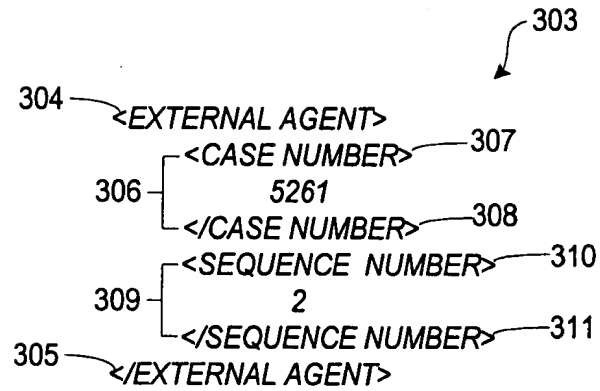 303
304 <EXTERNAL AGENT>
<CASE NUMBER> 307
306 5261
</CASE NUMBER> 308
<SEQUENCE NUMBER> 310
309 2
</SEQUENCE NUMBER> 311
305 </EXTERNAL AGENT>